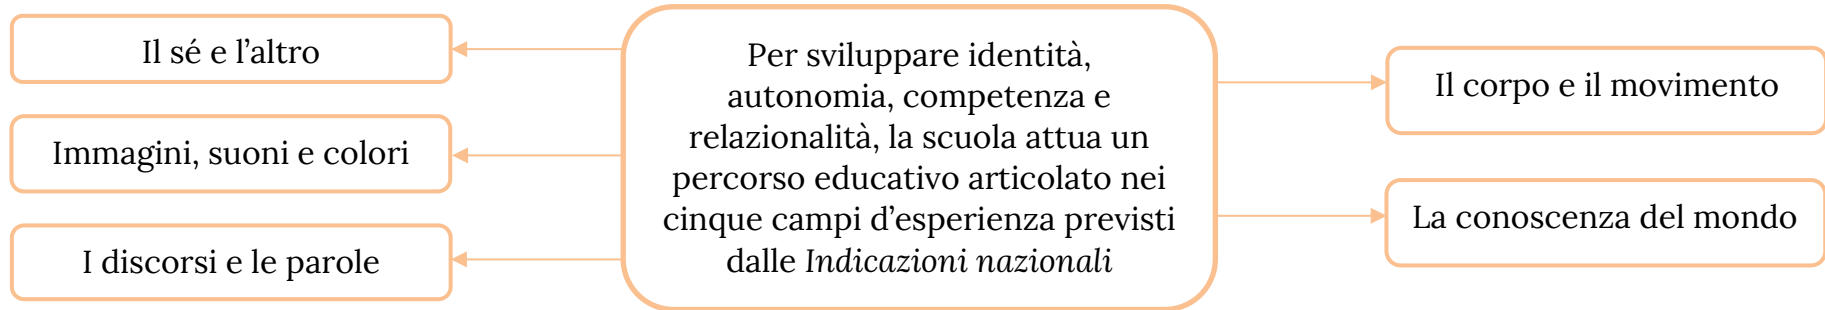 Il sé e l’altro
Immagini, suoni e colori
I discorsi e le parole
Per sviluppare identità,
autonomia, competenza e
relazionalità, la scuola attua un
percorso educativo articolato nei
cinque campi d’esperienza previsti
dalle Indicazioni nazionali
Il corpo e il movimento
La conoscenza del mondo